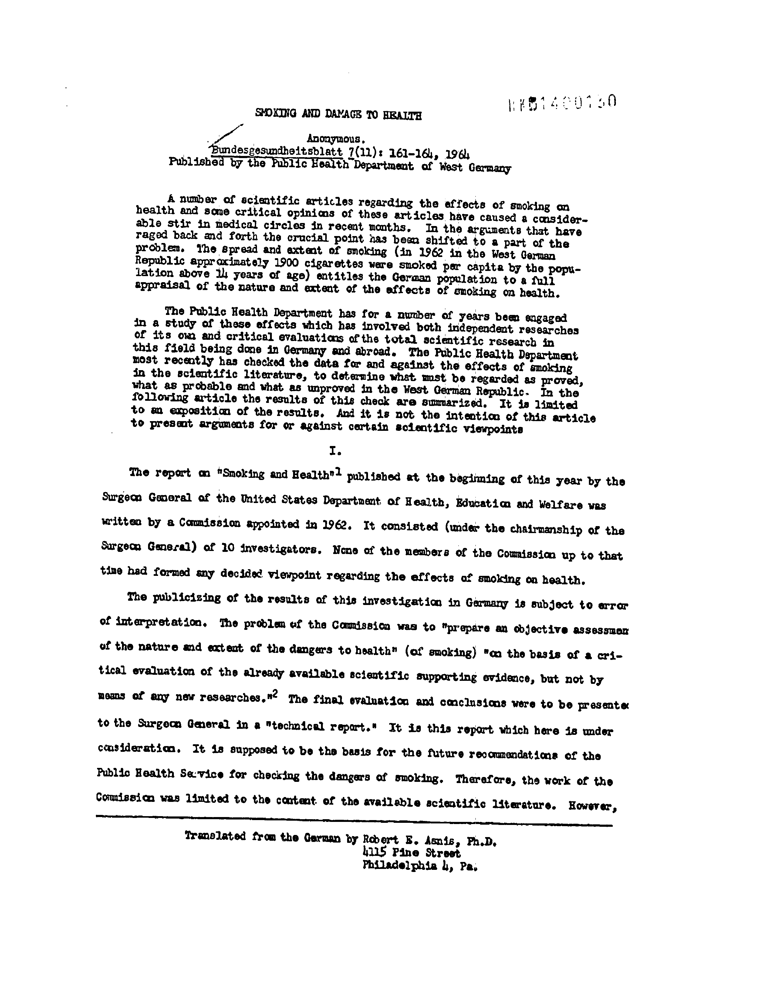 SMOKING AND DAMAGE TO HEALTH
Anonymous.
Bundesgesundheitsblatt 7(11): 161-164, 1964
Published by the Public Health Department of West Germany
A number of scientific articles regarding the effects of smoking on
health and some critical opinions of these articles have caused a consider-
able stir in medical circles in recent months. In the arguments that have
raged back and forth the crucial point has been shifted to a part of the
problem. The spread and extent of smoking (in 1962 in the West German
Republic approximately 1900 cigarettes were smoked per capita by the popu-
lation above 14 years of age) entitles the German population to a full
appraisal of the nature and extent of the effects of smoking on health.
The Public Health Department has for a number of years been engaged
in a study of these effects which has involved both independent researches
of its own and critical evaluations of the total scientific research in
this field being done in Germany and abroad. The Public Health Department
most recently has checked the data for and against the effects of smoking
in the scientific literature, to determine what must be regarded as proved,
what as probable and what as unproved in the West German Republic. In the
following article the results of this check are summarized. It is limited
to an exposition of the results. And it is not the intention of this article
to present arguments for or against certain scientific viewpoints
I.
The report on "Smoking and Health"1 published at the beginning of this year by the
Surgeon General of the United States Department of Health, Education and Welfare was
written by a Commission appointed in 1962. It consisted (under the chairmanship of the
Surgeon General) of 10 investigators. None of the members of the Commission up to that
time had formed any decided viewpoint regarding the effects of smoking on health.
The publicizing of the results of this investigation in Germany is subject to error
of interpretation. The problem of the Commission was to "prepare an objective assessmen
of the nature and extent of the dangers to health" (of smoking) "on the basis of a cri-
tical evaluation of the already available scientific supporting evidence, but not by
means of any new researches."2 The final evaluation and conclusions were to be presente
to the Surgeon General in a "technical report." It is this report which here is under
consideration. It is supposed to be the basis for the future recommendations of the
Public Health Service for checking the dangers of smoking. Therefore, the work of the
Commission was limited to the content of the available scientific literature. However,
Translated from the German by Robert E. Asnis, Ph.D.
4115 Pine Street
Philadelphia 4, Pa.